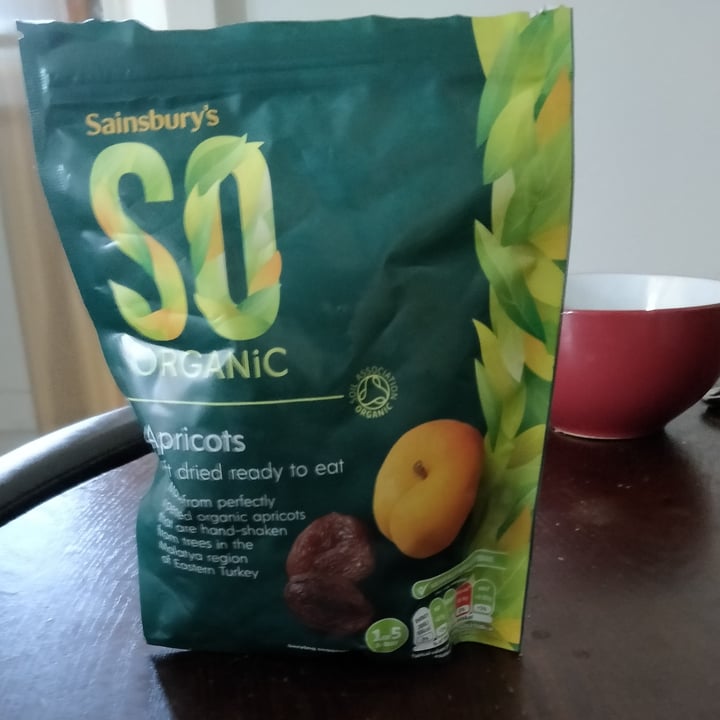 Sainsbury's
SO
ORGANiC
SOIL ASSOCIATION
ORGANIC
Apricots
dried ready to eat
from perfectly
organic apricots
are hand-shaken
from trees in the
Malatya region
of Eastern Turkey
1 of 5